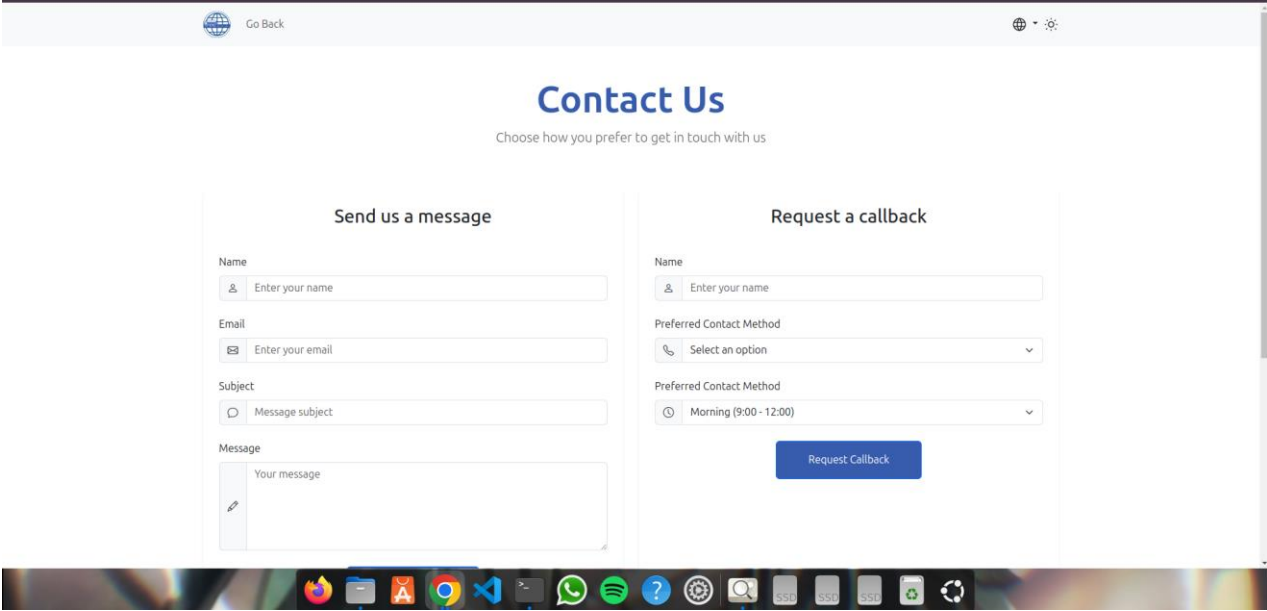 Go Back
Contact Us
Choose how you prefer to get in touch with us
Send us a message
Name
Enter your name
Email
Enter your email
Subject
Message subject
Message
Your message
Request a callback
Name
Enter your name
Preferred Contact Method
Select an option
Preferred Contact Method
Morning (9:00 - 12:00)
Request Callback
SSD
SSD
SSD